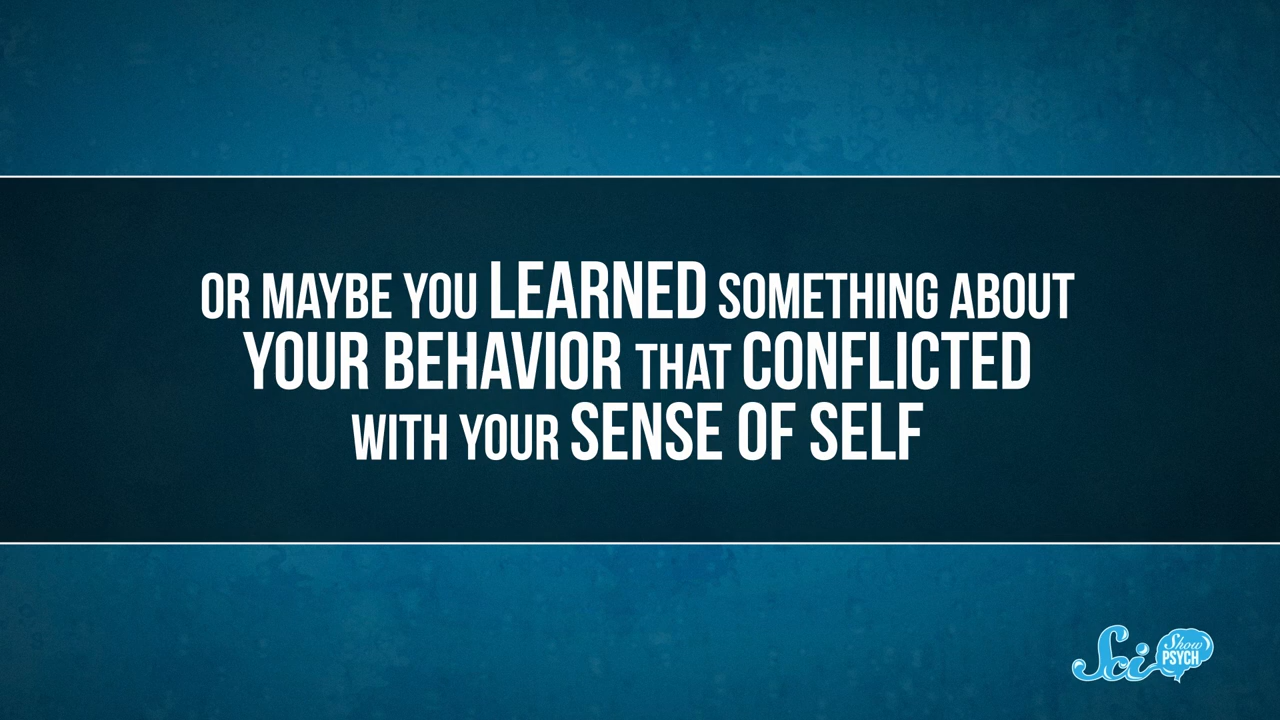 OR MAYBE YOU LEARNED SOMETHING ABOUT
YOUR BEHAVIOR THAT CONFLICTED
WITH YOUR SENSE OF SELF
Sci Show
PSYCH